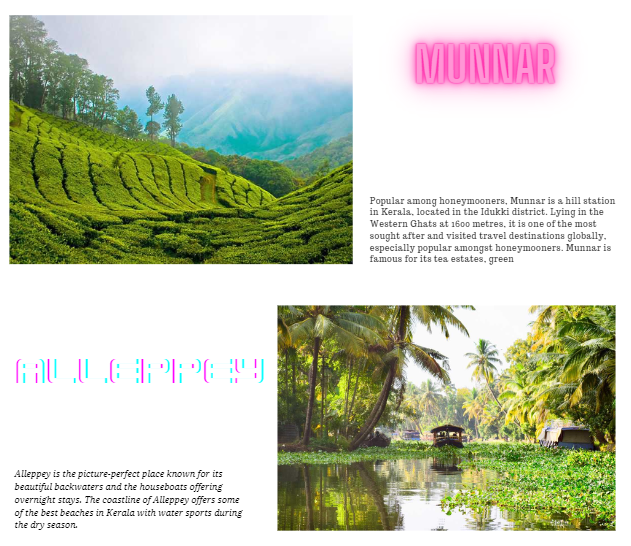 MUNNAR
Popular among honeymooners, Munnar is a hill station
in Kerala, located in the Idukki district. Lying in the
Western Ghats at 1600 metres, it is one of the most
sought after and visited travel destinations globally,
especially popular amongst honeymooners. Munnar is
famous for its tea estates, green
ALLEPPEY
Alleppey is the picture-perfect place known for its
beautiful backwaters and the houseboats offering
overnight stays. The coastline of Alleppey offers some
of the best beaches in Kerala with water sports during
the dry season.